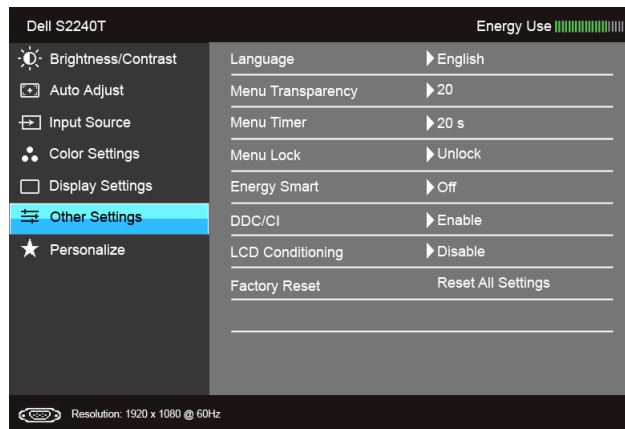 Dell S2240T
Energy Use
Brightness/Contrast
Auto Adjust
Input Source
Color Settings
Display Settings
Other Settings
Personalize
Language English
Menu Transparency 20
Menu Timer 20 s
Menu Lock Unlock
Energy Smart Off
DDC/CI Enable
LCD Conditioning Disable
Factory Reset Reset All Settings
Resolution: 1920 x 1080 @ 60Hz